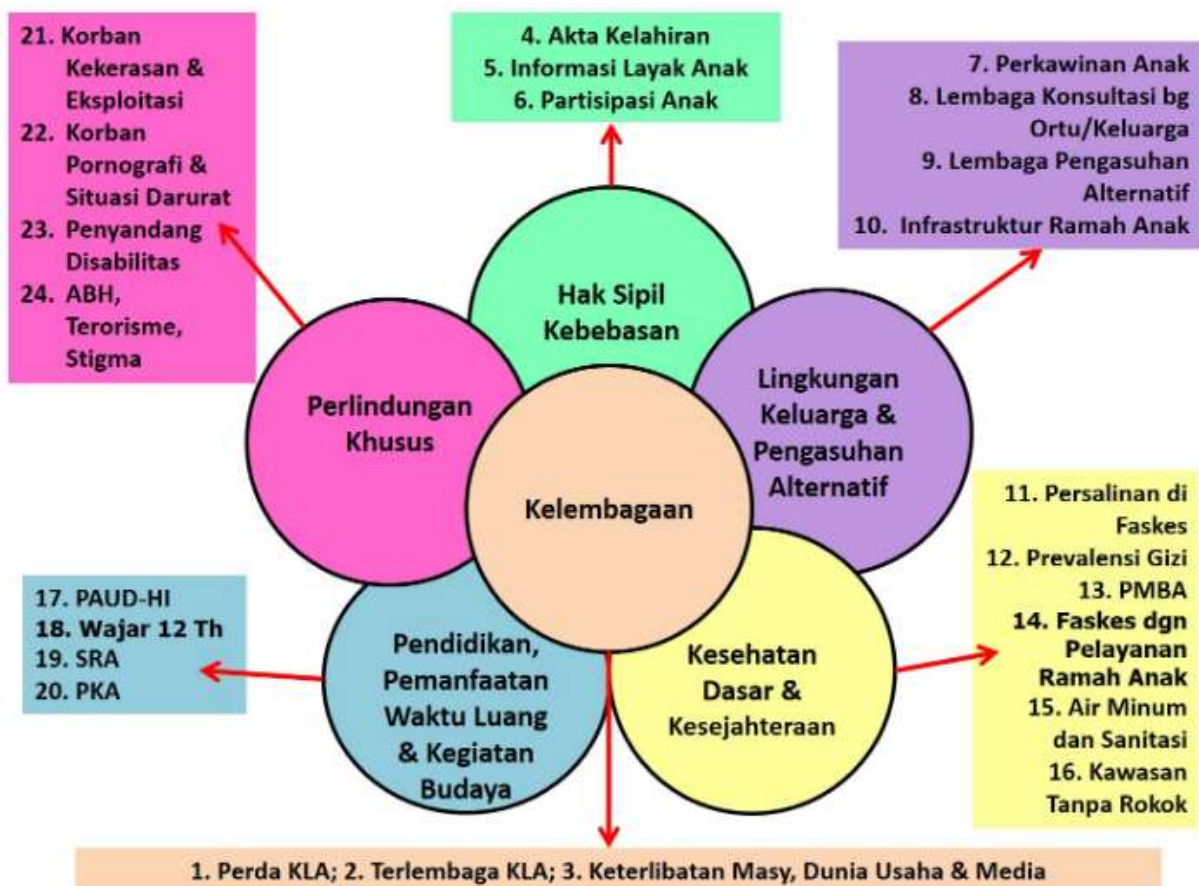 21. Korban
Kekerasan &
Eksploitasi
22. Korban
Pornografi &
Situasi Darurat
23. Penyandang
Disabilitas
24. ABH,
Terorisme,
Stigma
4. Akta Kelahiran
5. Informasi Layak Anak
6. Partisipasi Anak
7. Perkawinan Anak
8. Lembaga Konsultasi bg
Ortu/Keluarga
9. Lembaga Pengasuhan
Alternatif
10. Infrastruktur Ramah Anak
Hak Sipil
Kebebasan
Perlindungan
Khusus
Lingkungan
Keluarga &
Pengasuhan
Alternatif
Kelembagaan
11. Persalinan di
Faskes
12. Prevalensi Gizi
13. PMBA
14. Faskes dgn
Pelayanan
Ramah Anak
15. Air Minum
dan Sanitasi
16. Kawasan
Tanpa Rokok
17. PAUD-HI
18. Wajar 12 Th
19. SRA
20. PKA
Pendidikan,
Pemanfaatan
Waktu Luang
& Kegiatan
Budaya
Kesehatan
Dasar &
Kesejahteraan
1. Perda KLA; 2. Terlembaga KLA; 3. Keterlibatan Masy, Dunia Usaha & Media